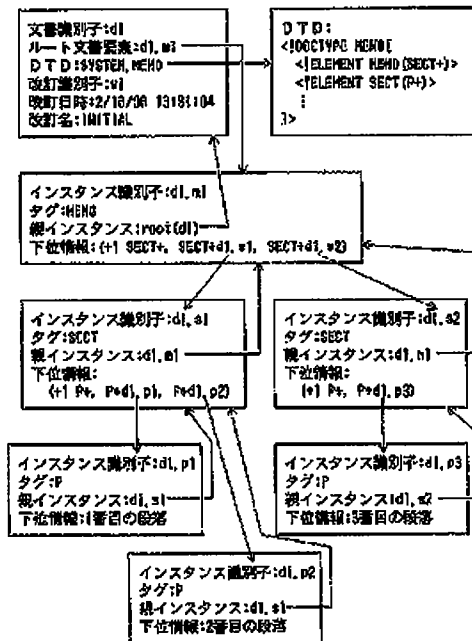 文書識別子:d1
ルート文書要素:d1.m1
DTD:SYSTEM,MEMO
改訂識別子:v1
改訂日時:2/16/96
改訂名:INITIAL
DTD:
<!DOCTYPE MEMO[
<!ELEMENT MEMO(SECT+)>
<!ELEMENT SECT(P+)>
:
]>
インスタンス識別子:d1.m1
タグ:MEMO
親インスタンス:root(d1)
下位情報:(+1 SECT+, SECT+d1.s1, SECT+d1.s2)
インスタンス識別子:d1.s1
タグ:SECT
親インスタンス:d1.m1
下位情報:
(+1 P+, P+d1.p1, P+d1.p2)
インスタンス識別子:d1.s2
タグ:SECT
親インスタンス:d1.m1
下位情報:
(+1 P+, P+d1.p3)
インスタンス識別子:d1.p1
タグ:P
親インスタンス:d1.s1
下位情報:1番目の段落
インスタンス識別子:d1.p3
タグ:P
親インスタンス:d1.s2
下位情報:3番目の段落
インスタンス識別子:d1.p2
タグ:P
親インスタンス:d1.s1
下位情報:2番目の段落